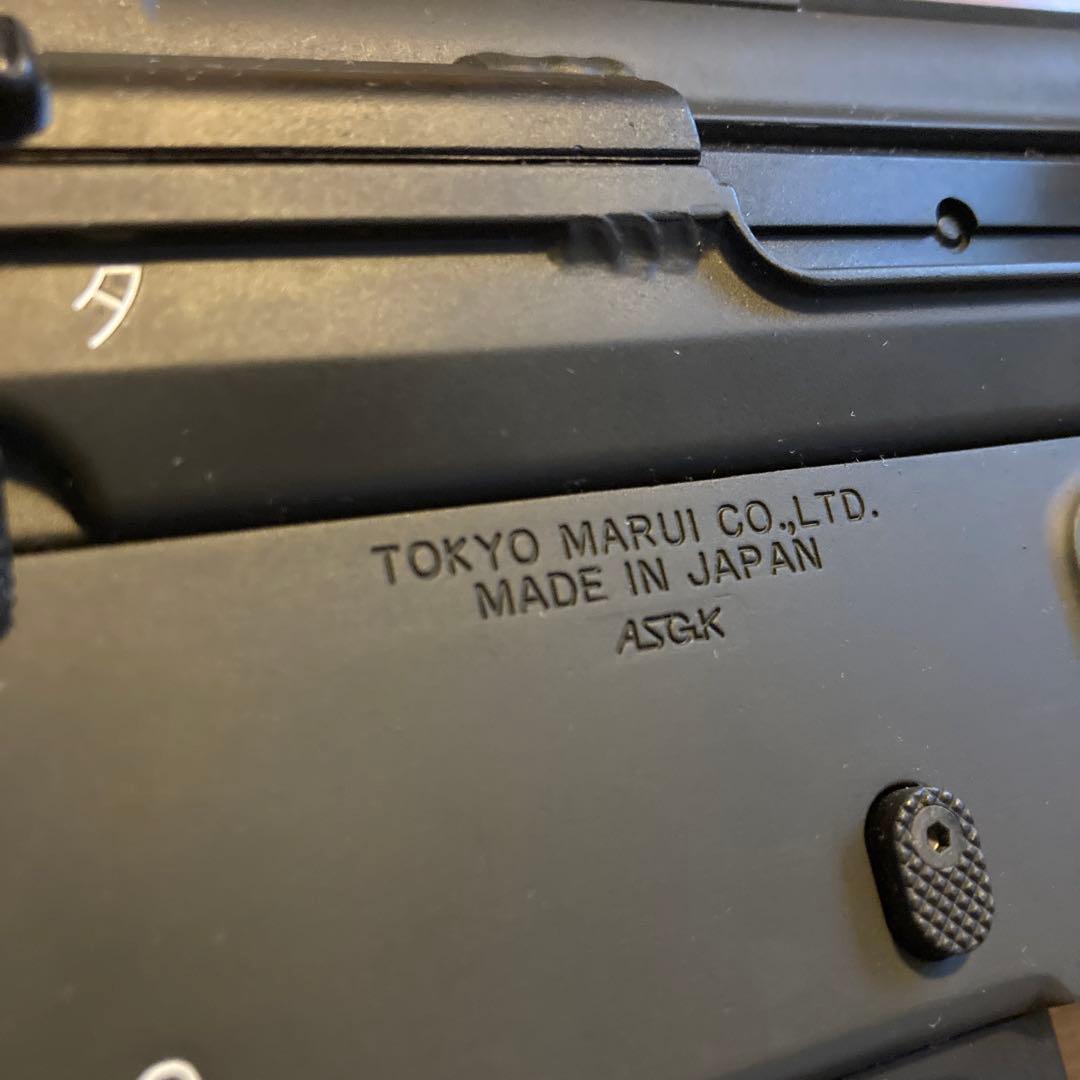 タ
TOKYO MARUI CO.,LTD.
MADE IN JAPAN
ASGK